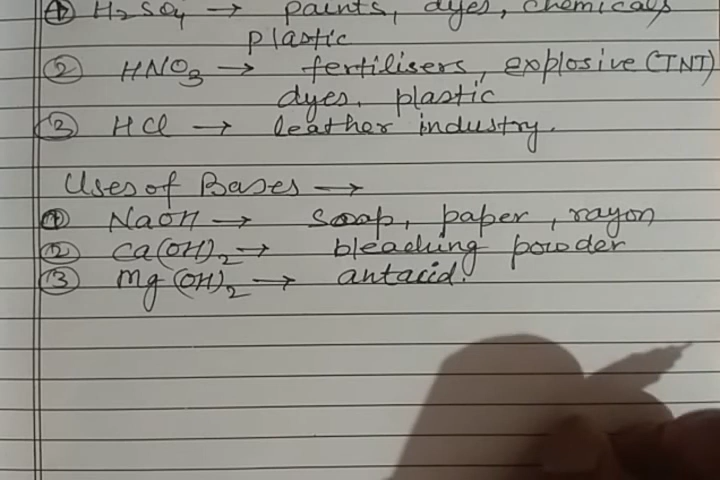 ① H₂SO₄ → paints, dyes, chemicals
plastic
② HNO₃ → fertilisers, explosive (TNT)
dyes, plastic
③ HCl → leather industry.
Uses of Bases →
① NaOH → soap, paper, rayon
② Ca(OH)₂ → bleaching powder
③ Mg(OH)₂ → antacid.